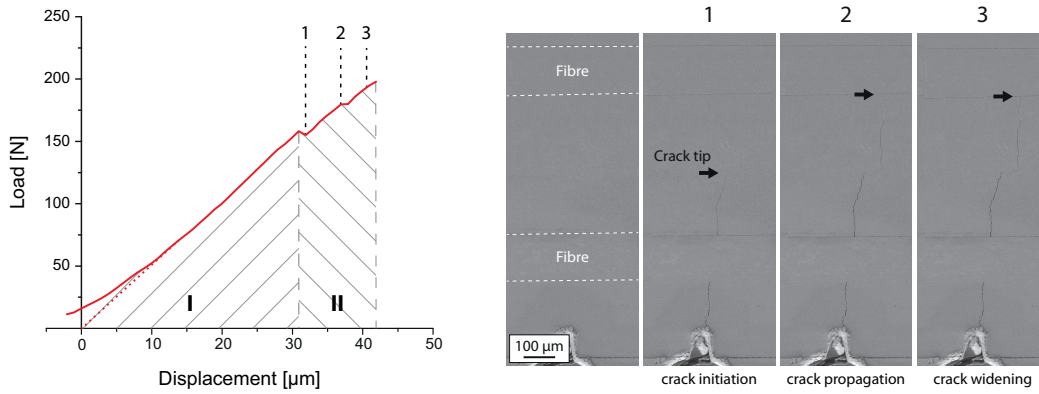 250
200
150
100
50
0
0
10
20
30
40
50
Load [N]
Displacement [µm]
1
2
3
I
II
1
2
3
Fibre
Fibre
Crack tip
100 µm
crack initiation
crack propagation
crack widening